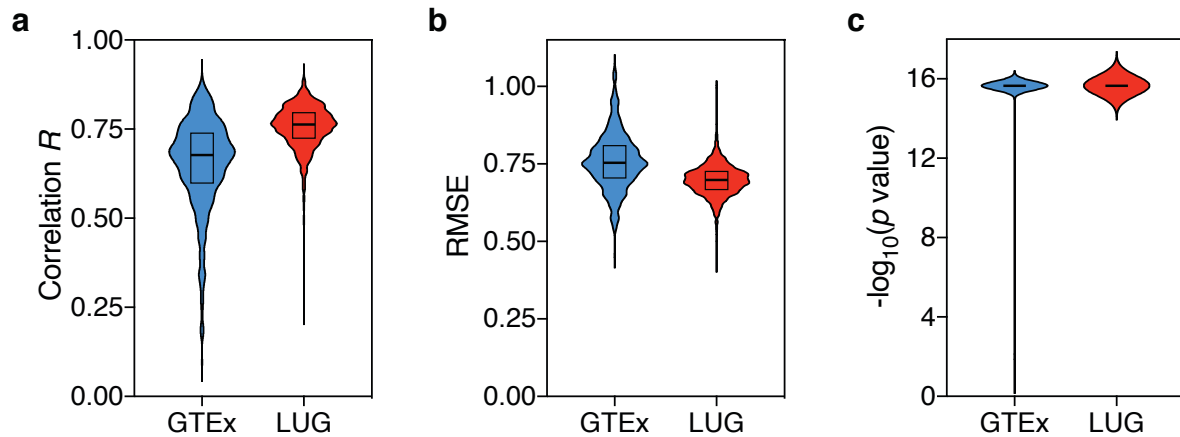 a
Correlation R
1.00
0.75
0.50
0.25
0.00
GTEx LUG
b
RMSE
1.00
0.75
0.50
0.25
0.00
GTEx LUG
c
-log10(p value)
16
12
8
4
0
GTEx LUG